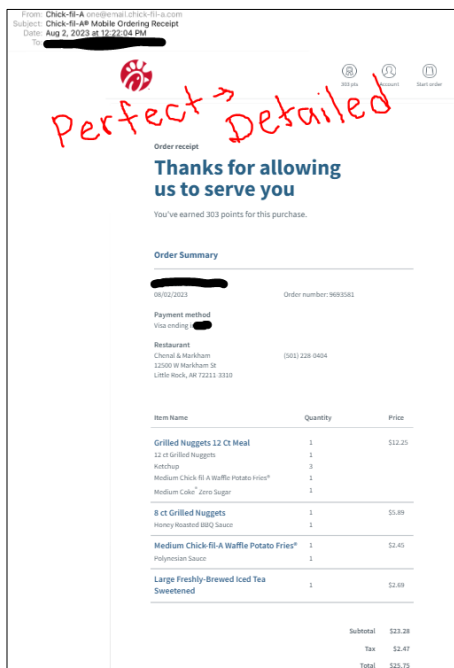 From: Chick-fil-A one@email.chick-fil-a.com
Subject: Chick-fil-A® Mobile Ordering Receipt
Date: Aug 2, 2023 at 12:22:04 PM
To:
303 pts Account Start order
Perfect → Detailed
Order receipt
Thanks for allowing
us to serve you
You've earned 303 points for this purchase.
Order Summary
08/02/2023 Order number: 9693581
Payment method
Visa ending in
Restaurant
Chenal & Markham (501) 228-0404
12500 W Markham St
Little Rock, AR 72211 3310
Item Name Quantity Price
Grilled Nuggets 12 Ct Meal 1 $12.25
12 ct Grilled Nuggets 1
Ketchup 3
Medium Chick fil A Waffle Potato Fries® 1
Medium Coke® Zero Sugar 1
8 ct Grilled Nuggets 1 $5.89
Honey Roasted BBQ Sauce 1
Medium Chick-fil-A Waffle Potato Fries® 1 $2.45
Polynesian Sauce 1
Large Freshly-Brewed Iced Tea
Sweetened 1 $2.69
Subtotal $23.28
Tax $2.47
Total $25.75